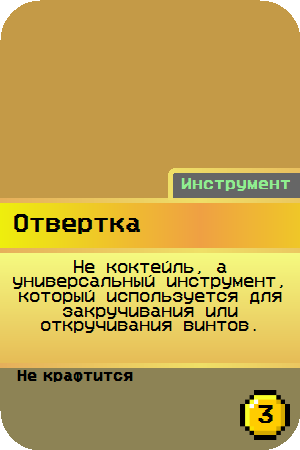 Инструмент
Отвертка
Не коктейль, а
универсальный инструмент,
который используется для
закручивания или
откручивания винтов.
Не крафтится
3